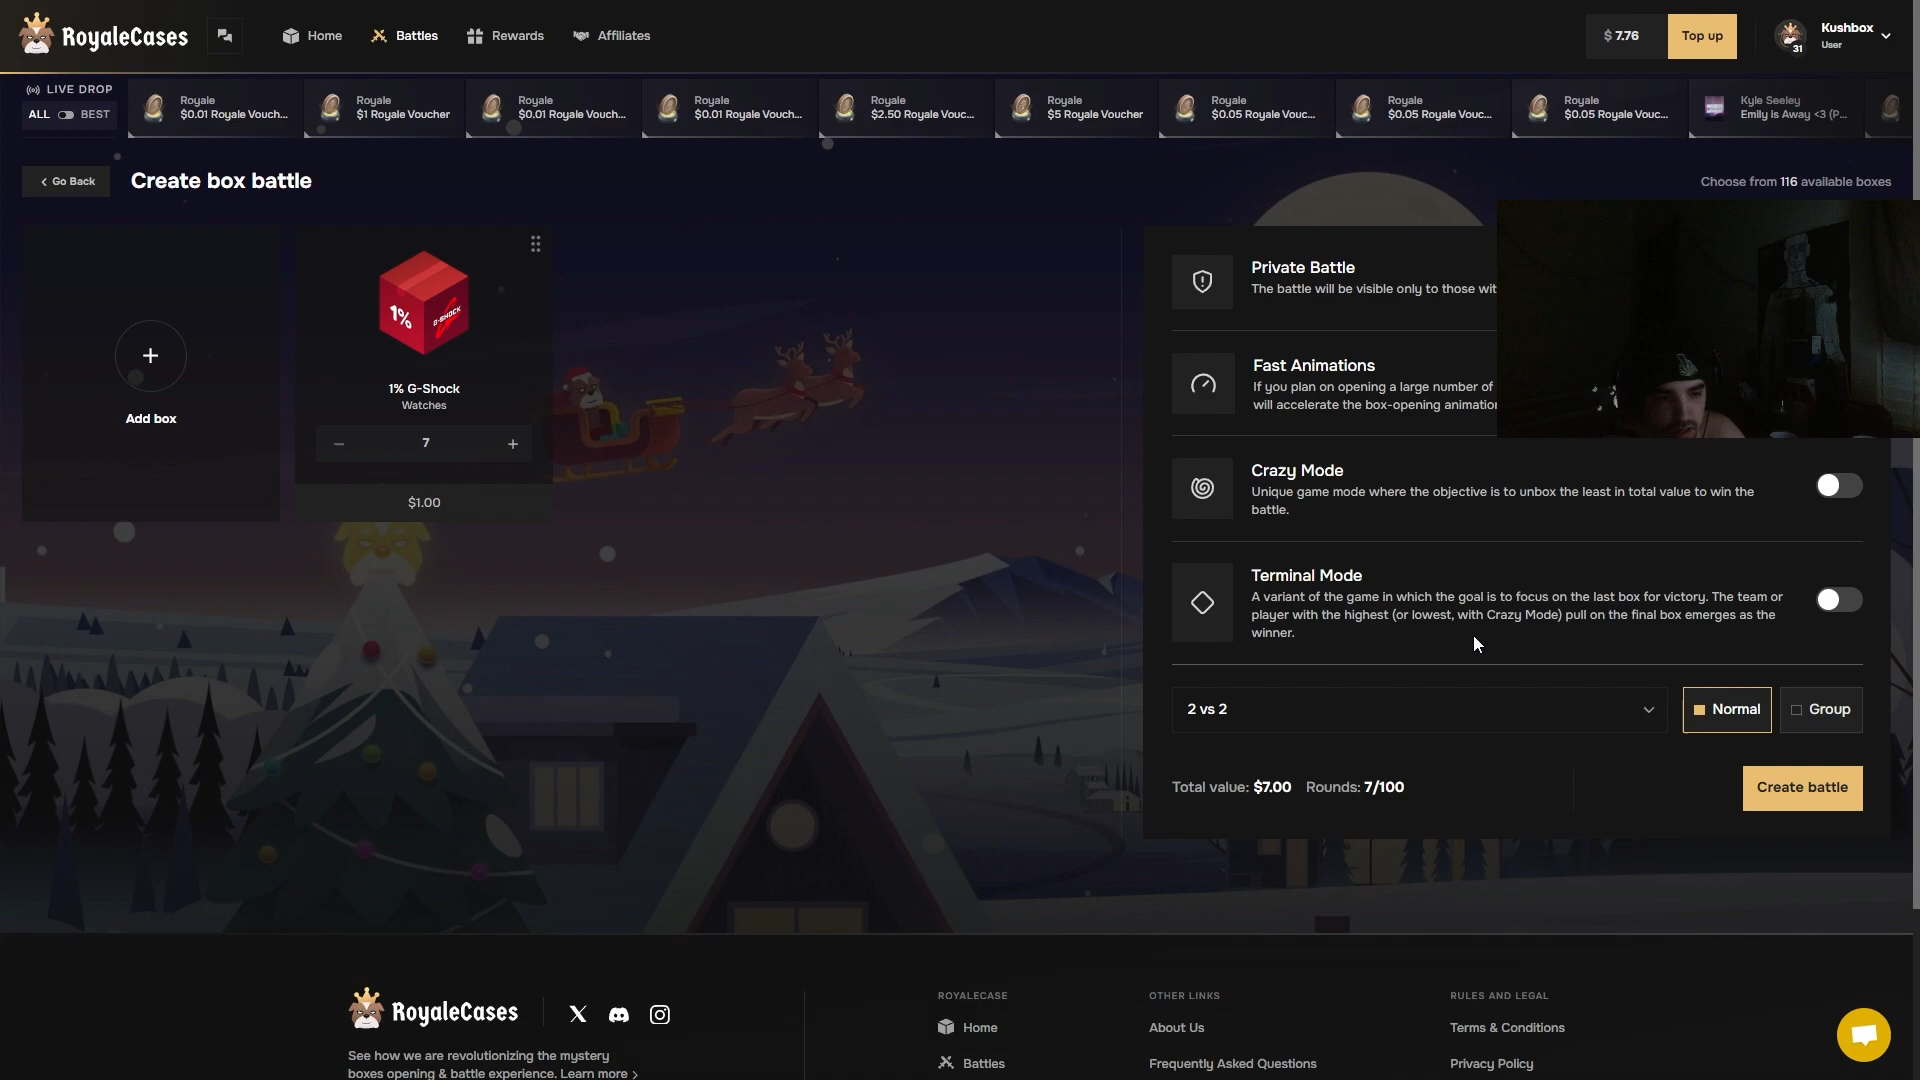 RoyaleCases
Home
Battles
Rewards
Affiliates
$ 7.76
Top up
31
Kushbox
User
LIVE DROP
ALL
BEST
Royale
$0.01 Royale Vouch...
Royale
$1 Royale Voucher
Royale
$0.01 Royale Vouch...
Royale
$0.01 Royale Vouch...
Royale
$2.50 Royale Vouc...
Royale
$5 Royale Voucher
Royale
$0.05 Royale Vouc...
Royale
$0.05 Royale Vouc...
Royale
$0.05 Royale Vouc...
Kyle Seeley
Emily is Away <3 (P...
Go Back
Create box battle
Choose from 116 available boxes
Add box
1%
G-SHOCK
1% G-Shock
Watches
7
$1.00
Private Battle
The battle will be visible only to those wit
Fast Animations
If you plan on opening a large number of
will accelerate the box-opening animation
Crazy Mode
Unique game mode where the objective is to unbox the least in total value to win the
battle.
Terminal Mode
A variant of the game in which the goal is to focus on the last box for victory. The team or
player with the highest (or lowest, with Crazy Mode) pull on the final box emerges as the
winner.
2 vs 2
Normal
Group
Total value: $7.00
Rounds: 7/100
Create battle
RoyaleCases
See how we are revolutionizing the mystery
boxes opening & battle experience. Learn more >
ROYALECASE
Home
Battles
OTHER LINKS
About Us
Frequently Asked Questions
RULES AND LEGAL
Terms & Conditions
Privacy Policy